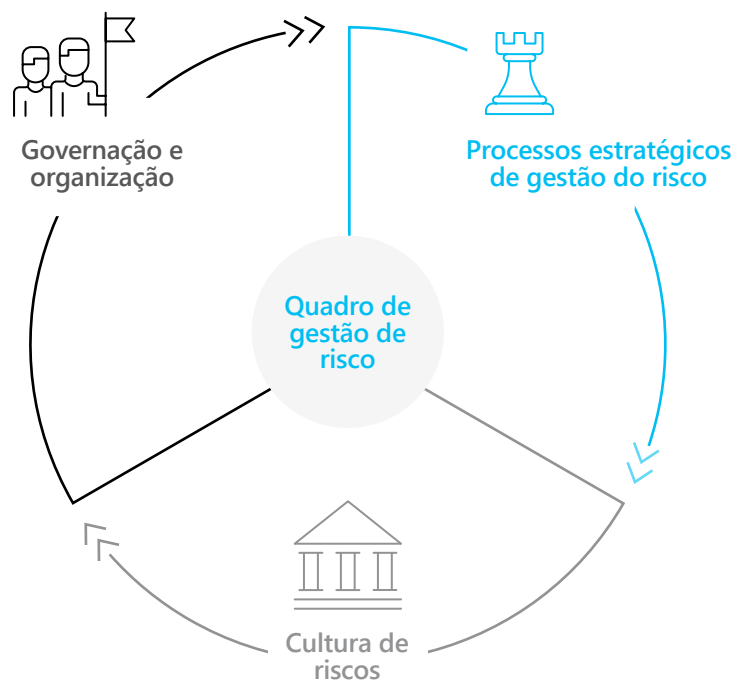 Governação e
organização
Processos estratégicos
de gestão do risco
Quadro de
gestão de
risco
Cultura de
riscos